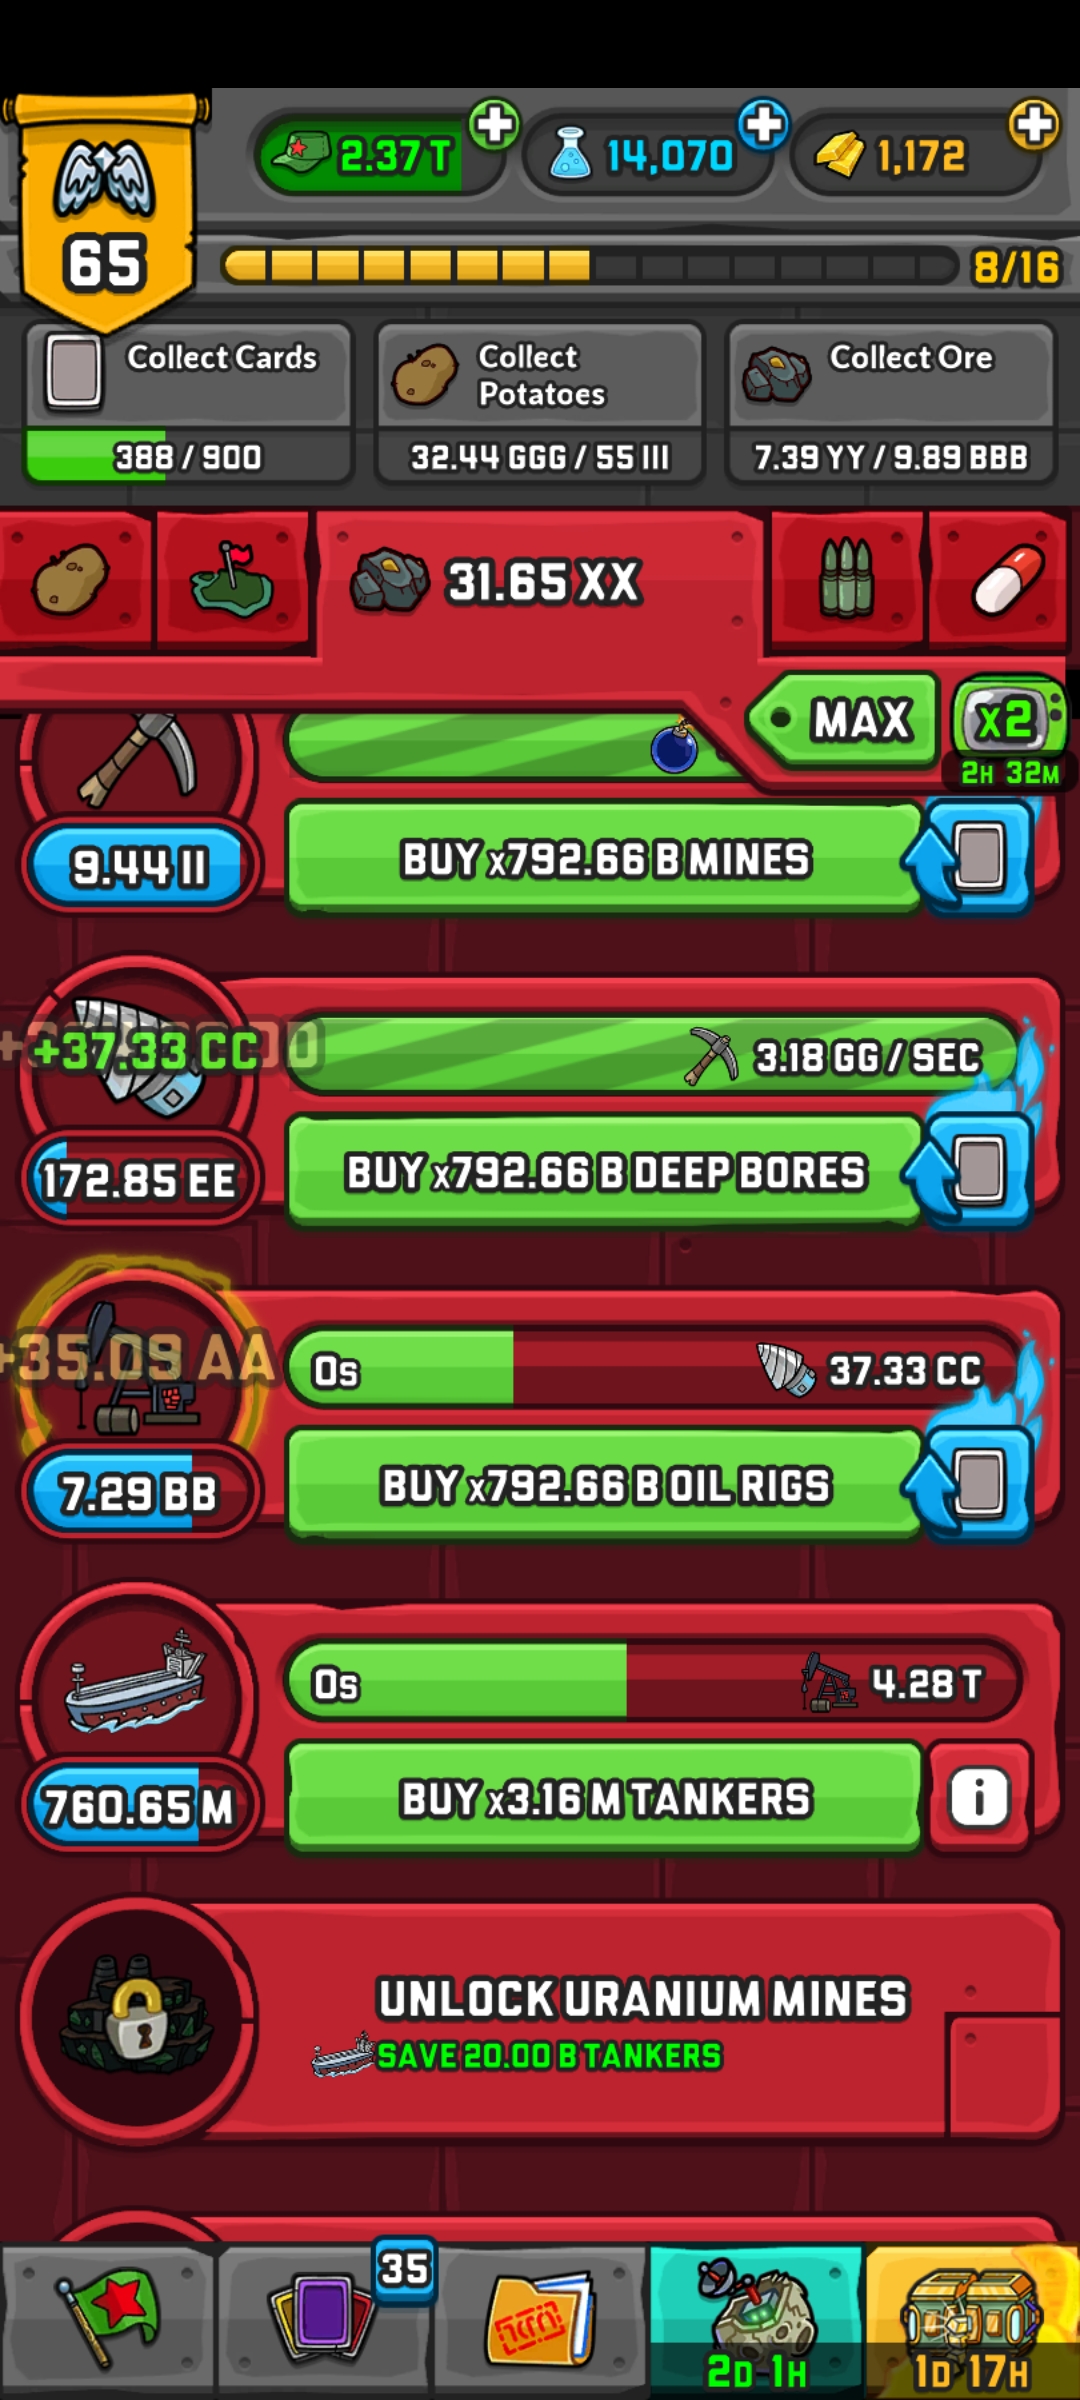 2.37 T
14,070
1,172
65
8/16
Collect Cards
388 / 900
Collect
Potatoes
32.44 GGG / 55 III
Collect Ore
7.39 YY / 9.89 BBB
31.65 XX
MAX
x2
2H 32M
9.44 II
BUY x792.66 B MINES
+37.33 CC
3.18 GG / SEC
172.85 EE
BUY x792.66 B DEEP BORES
+35.09 AA
0s
37.33 CC
7.29 BB
BUY x792.66 B OIL RIGS
0s
4.28 T
760.65 M
BUY x3.16 M TANKERS
i
UNLOCK URANIUM MINES
SAVE 20.00 B TANKERS
35
2D 1H
1D 17H